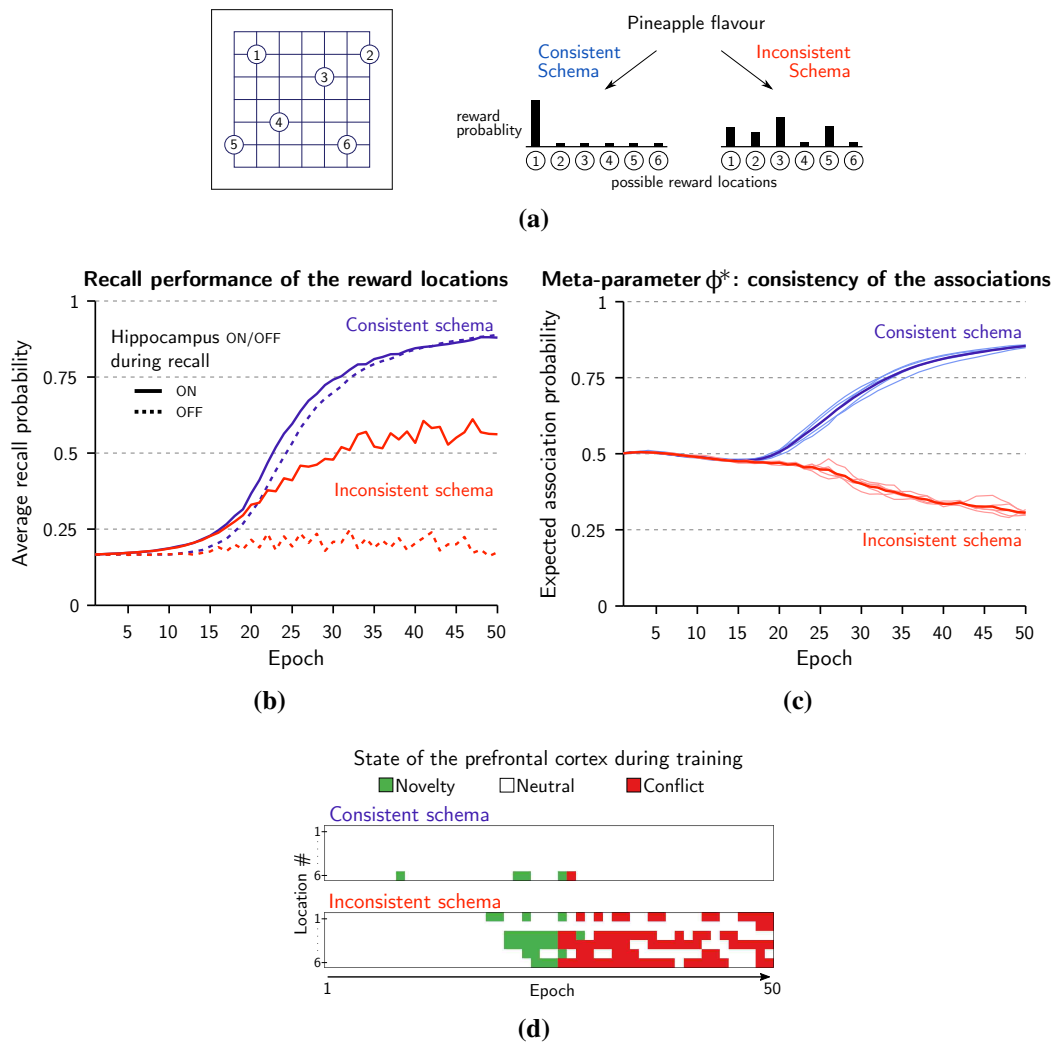 1
2
3
4
5
6
Pineapple flavour
Consistent
Schema
Inconsistent
Schema
reward
probablity
1 2 3 4 5 6
1 2 3 4 5 6
possible reward locations
(a)
Recall performance of the reward locations
Average recall probability
1
0.75
0.5
0.25
0
Hippocampus ON/OFF
during recall
ON
OFF
Consistent schema
Inconsistent schema
5 10 15 20 25 30 35 40 45 50
Epoch
(b)
Meta-parameter ϕ*: consistency of the associations
Expected association probability
1
0.75
0.5
0.25
0
Consistent schema
Inconsistent schema
5 10 15 20 25 30 35 40 45 50
Epoch
(c)
State of the prefrontal cortex during training
Novelty Neutral Conflict
Consistent schema
Location #
1
6
Inconsistent schema
1
6
1 Epoch 50
(d)